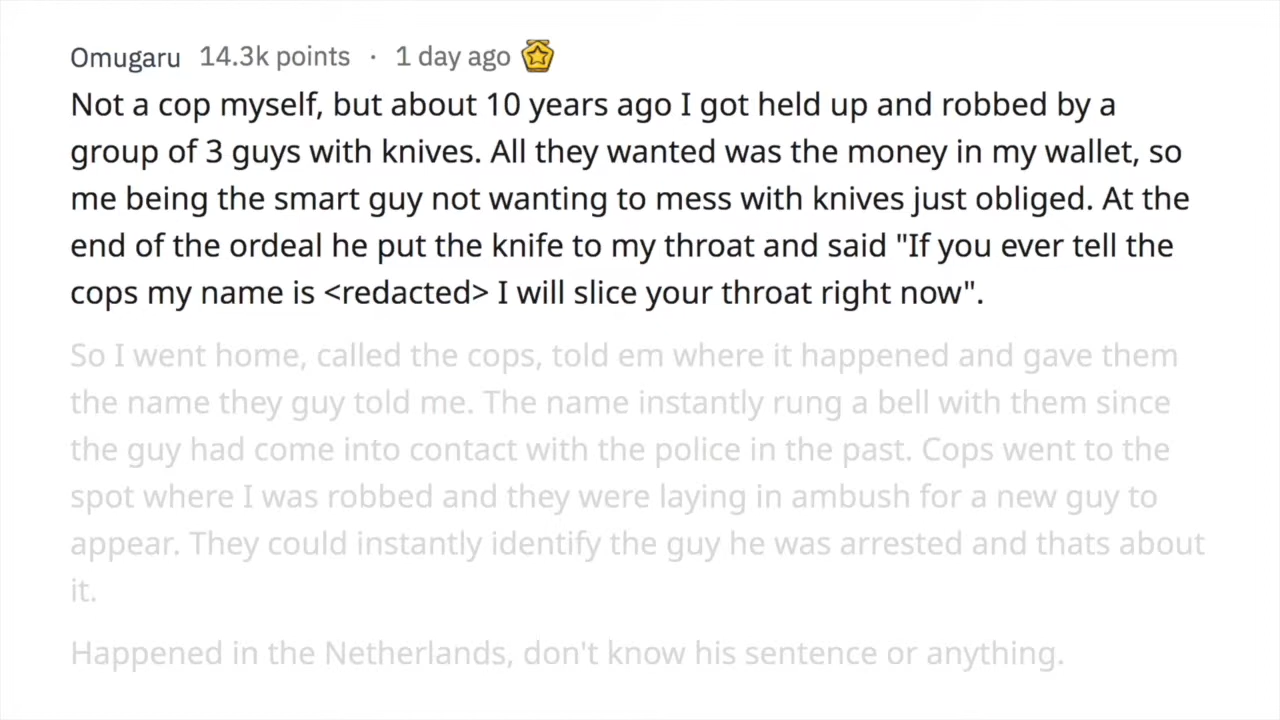 Omugaru 14.3k points · 1 day ago
Not a cop myself, but about 10 years ago I got held up and robbed by a
group of 3 guys with knives. All they wanted was the money in my wallet, so
me being the smart guy not wanting to mess with knives just obliged. At the
end of the ordeal he put the knife to my throat and said "If you ever tell the
cops my name is <redacted> I will slice your throat right now".
So I went home, called the cops, told em where it happened and gave them
the name they guy told me. The name instantly rung a bell with them since
the guy had come into contact with the police in the past. Cops went to the
spot where I was robbed and they were laying in ambush for a new guy to
appear. They could instantly identify the guy he was arrested and thats about
it.
Happened in the Netherlands, don't know his sentence or anything.